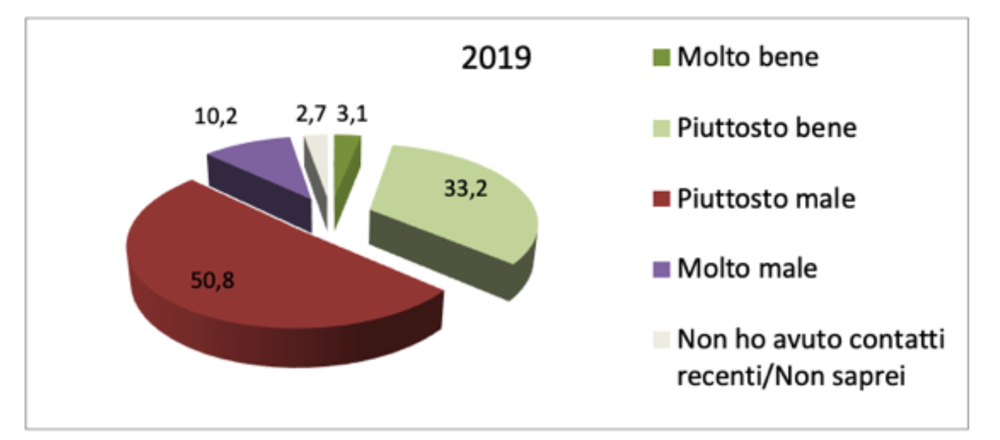 2019
10,2
2,7
3,1
33,2
50,8
Molto bene
Piuttosto bene
Piuttosto male
Molto male
Non ho avuto contatti
recenti/Non saprei